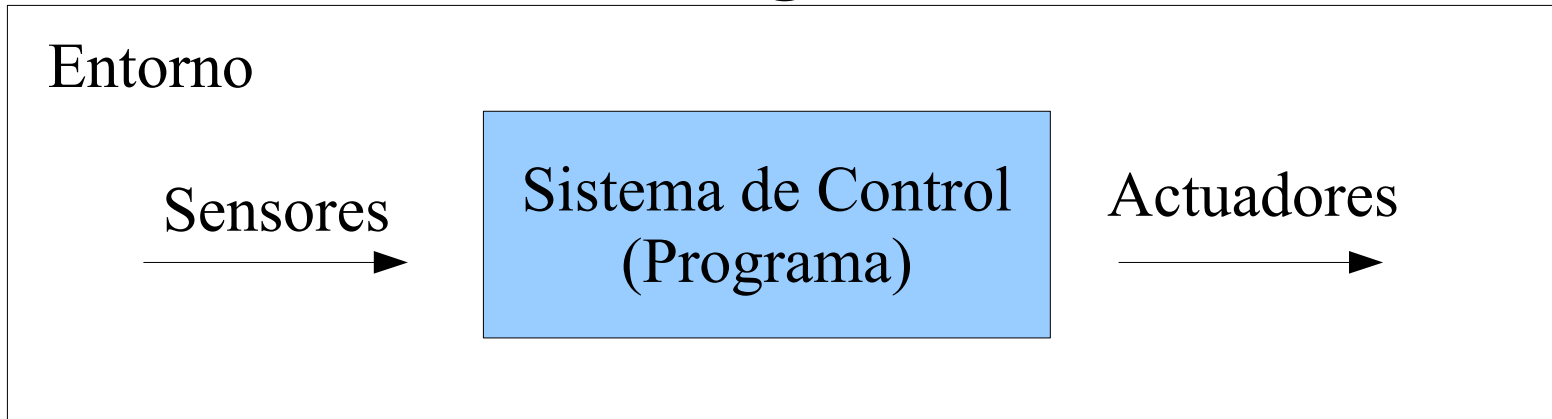 Entorno
Sensores
Sistema de Control
(Programa)
Actuadores